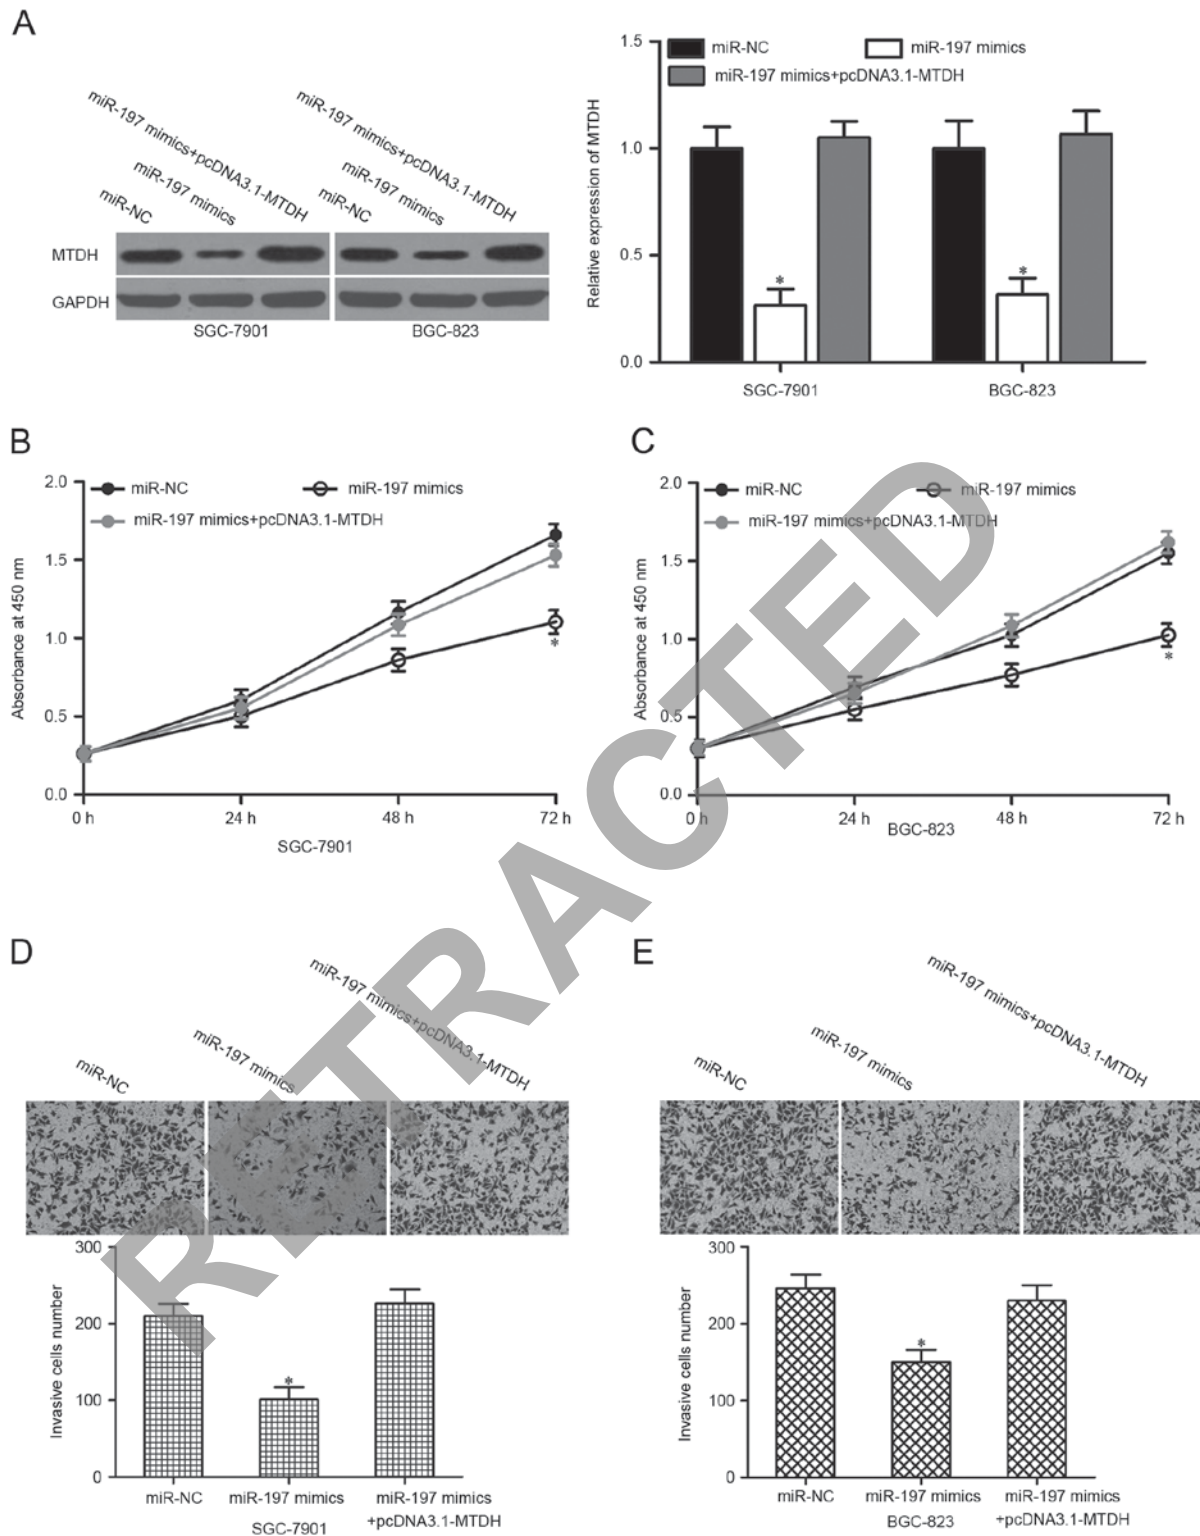 A
miR-NC
miR-197 mimics
miR-197 mimics+pcDNA3.1-MTDH
miR-NC
miR-197 mimics
miR-197 mimics+pcDNA3.1-MTDH
MTDH
GAPDH
SGC-7901
BGC-823
Relative expression of MTDH
1.5
1.0
0.5
0.0
miR-NC
miR-197 mimics
miR-197 mimics+pcDNA3.1-MTDH
*
*
SGC-7901
BGC-823
B
Absorbance at 450 nm
2.0
1.5
1.0
0.5
0.0
miR-NC
miR-197 mimics
miR-197 mimics+pcDNA3.1-MTDH
*
0 h
24 h
48 h
72 h
SGC-7901
C
Absorbance at 450 nm
2.0
1.5
1.0
0.5
0.0
miR-NC
miR-197 mimics
miR-197 mimics+pcDNA3.1-MTDH
*
0 h
24 h
48 h
72 h
BGC-823
RETRACTED
D
miR-NC
miR-197 mimics
miR-197 mimics+pcDNA3.1-MTDH
Invasive cells number
300
200
100
0
*
miR-NC
miR-197 mimics
miR-197 mimics
+pcDNA3.1-MTDH
SGC-7901
E
miR-NC
miR-197 mimics
miR-197 mimics+pcDNA3.1-MTDH
Invasive cells number
300
200
100
0
*
miR-NC
miR-197 mimics
miR-197 mimics
+pcDNA3.1-MTDH
BGC-823